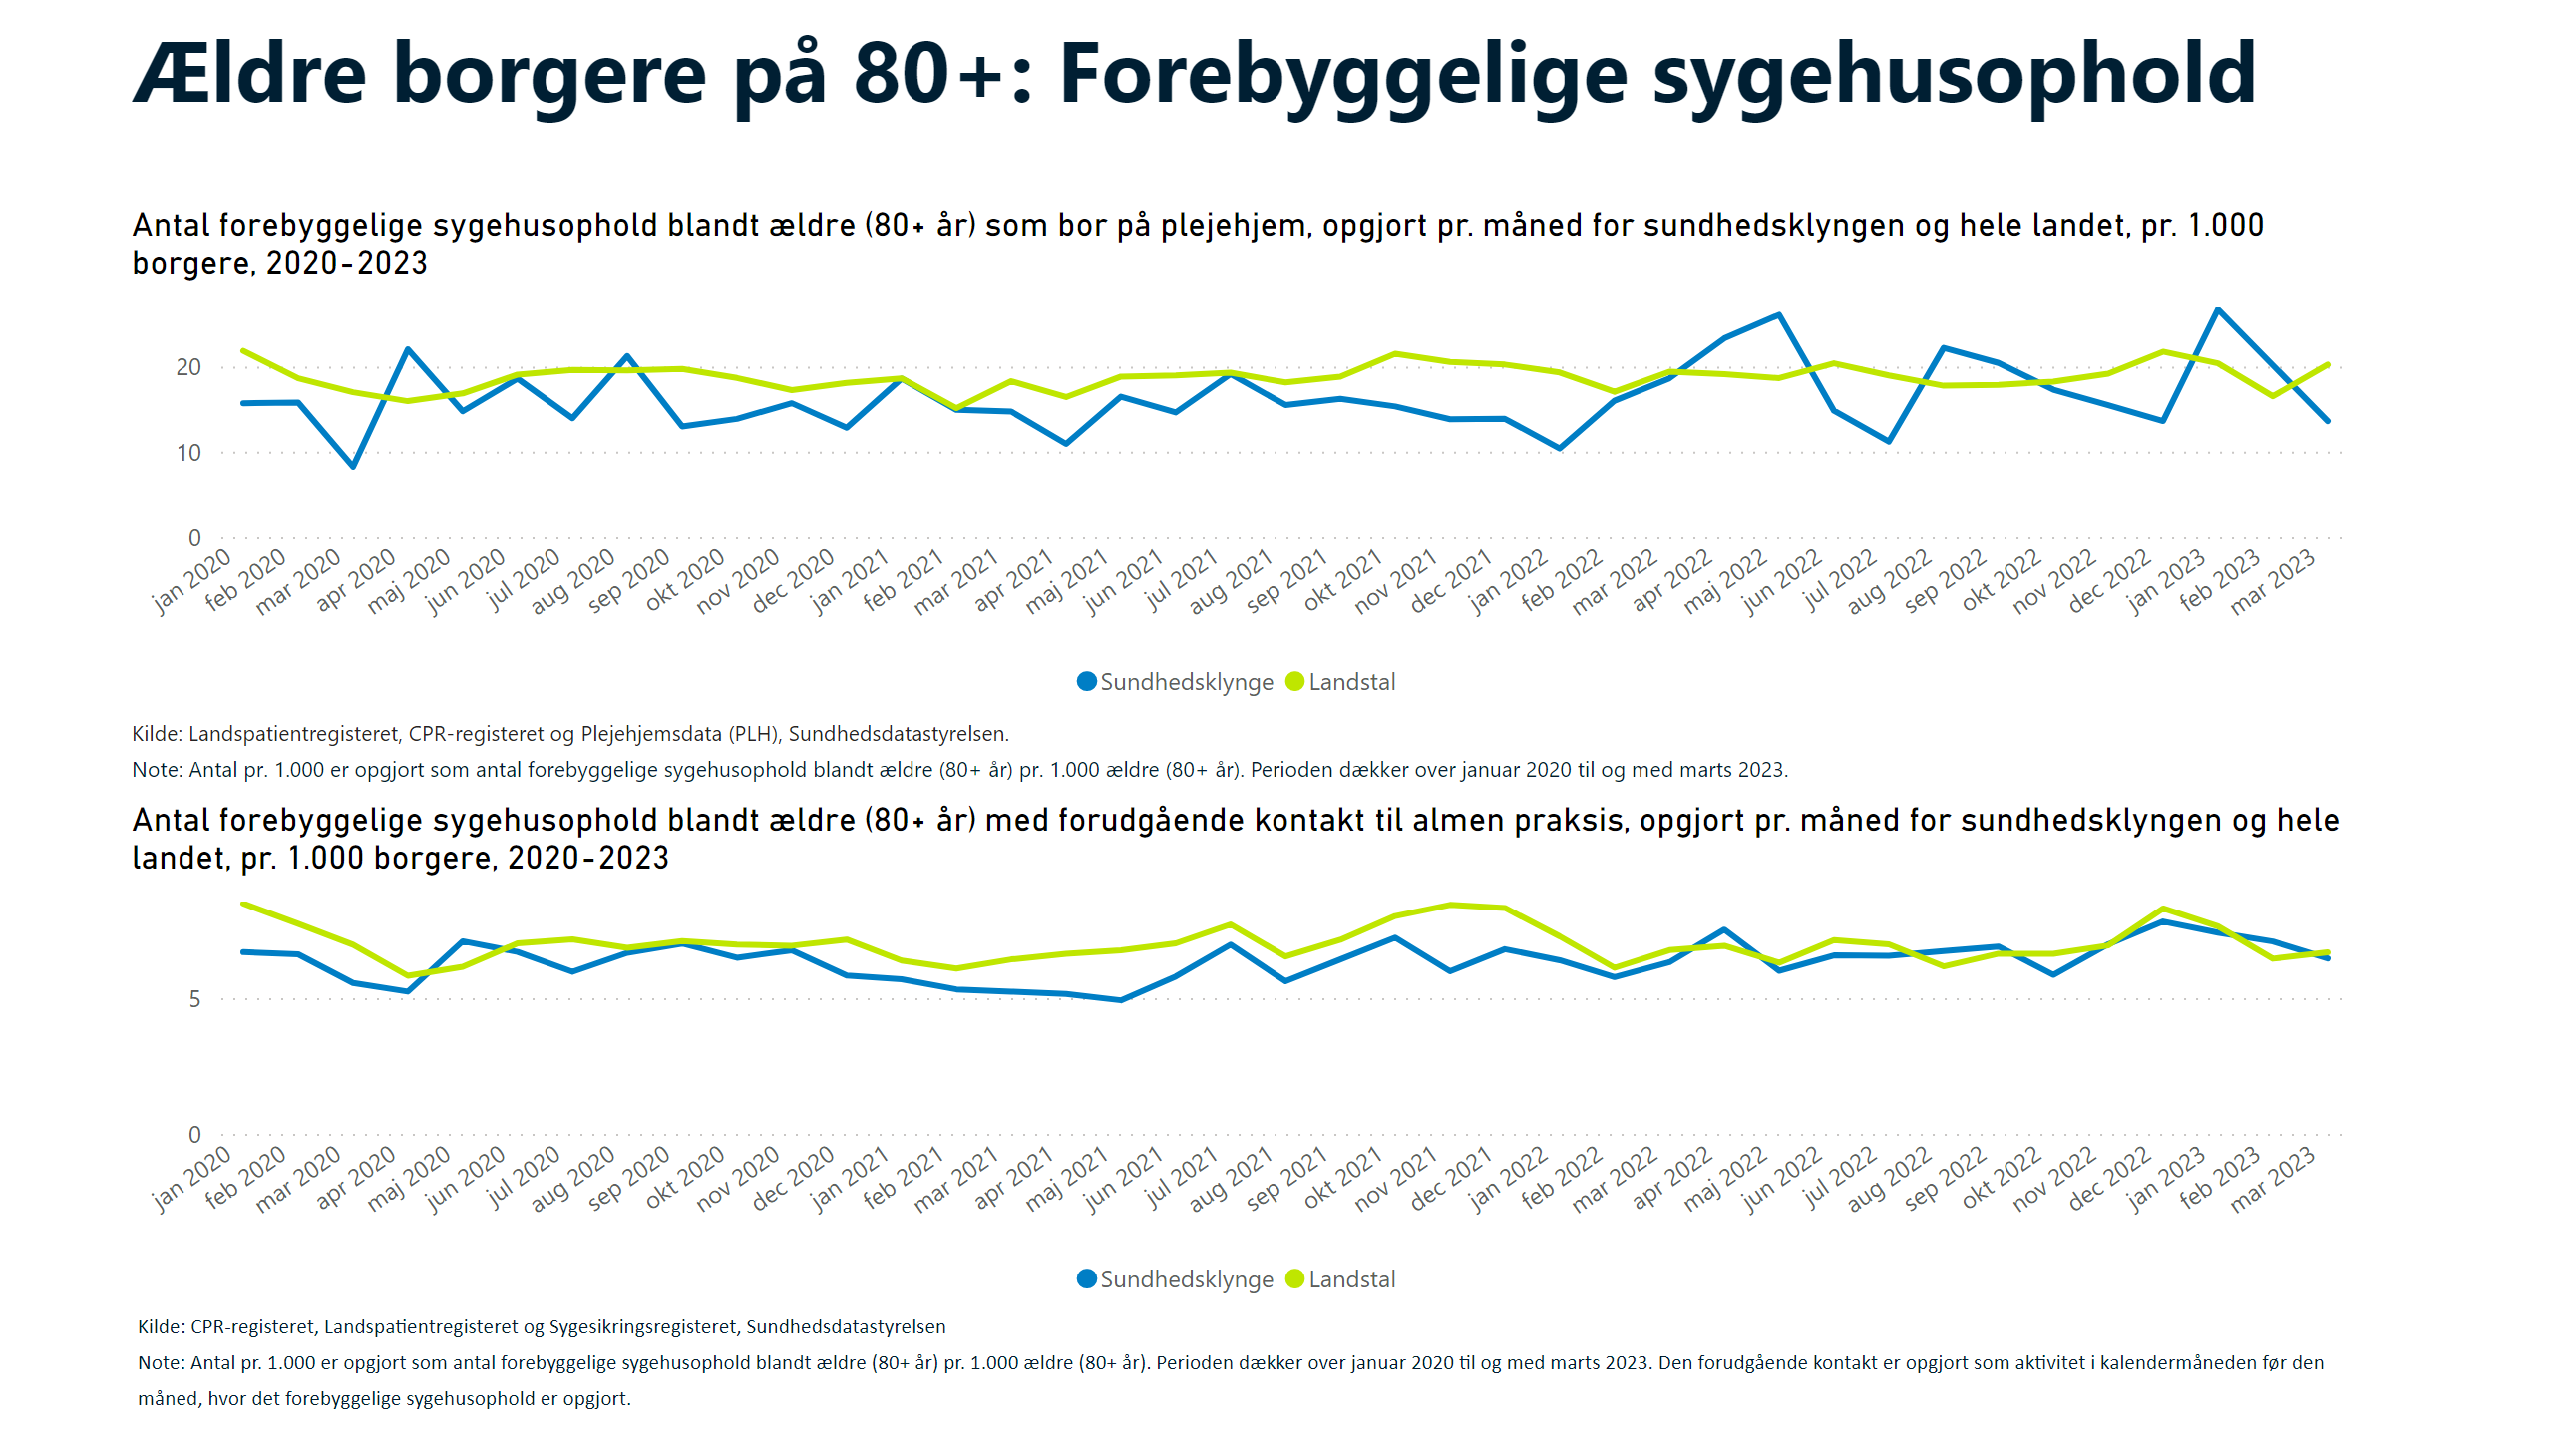 Ældre borgere på 80+: Forebyggelige sygehusophold
Antal forebyggelige sygehusophold blandt ældre (80+ år) som bor på plejehjem, opgjort pr. måned for sundhedsklyngen og hele landet, pr. 1.000
borgere, 2020-2023
20
10
0
jan 2020 feb 2020 mar 2020 apr 2020 maj 2020 jun 2020 jul 2020 aug 2020 sep 2020 okt 2020 nov 2020 dec 2020 jan 2021 feb 2021 mar 2021 apr 2021 maj 2021 jun 2021 jul 2021 aug 2021 sep 2021 okt 2021 nov 2021 dec 2021 jan 2022 feb 2022 mar 2022 apr 2022 maj 2022 jun 2022 jul 2022 aug 2022 sep 2022 okt 2022 nov 2022 dec 2022 jan 2023 feb 2023 mar 2023
Sundhedsklynge Landstal
Kilde: Landspatientregisteret, CPR-registeret og Plejehjemsdata (PLH), Sundhedsdatastyrelsen.
Note: Antal pr. 1.000 er opgjort som antal forebyggelige sygehusophold blandt ældre (80+ år) pr. 1.000 ældre (80+ år). Perioden dækker over januar 2020 til og med marts 2023.
Antal forebyggelige sygehusophold blandt ældre (80+ år) med forudgående kontakt til almen praksis, opgjort pr. måned for sundhedsklyngen og hele
landet, pr. 1.000 borgere, 2020-2023
5
0
jan 2020 feb 2020 mar 2020 apr 2020 maj 2020 jun 2020 jul 2020 aug 2020 sep 2020 okt 2020 nov 2020 dec 2020 jan 2021 feb 2021 mar 2021 apr 2021 maj 2021 jun 2021 jul 2021 aug 2021 sep 2021 okt 2021 nov 2021 dec 2021 jan 2022 feb 2022 mar 2022 apr 2022 maj 2022 jun 2022 jul 2022 aug 2022 sep 2022 okt 2022 nov 2022 dec 2022 jan 2023 feb 2023 mar 2023
Sundhedsklynge Landstal
Kilde: CPR-registeret, Landspatientregisteret og Sygesikringsregisteret, Sundhedsdatastyrelsen
Note: Antal pr. 1.000 er opgjort som antal forebyggelige sygehusophold blandt ældre (80+ år) pr. 1.000 ældre (80+ år). Perioden dækker over januar 2020 til og med marts 2023. Den forudgående kontakt er opgjort som aktivitet i kalendermåneden før den
måned, hvor det forebyggelige sygehusophold er opgjort.